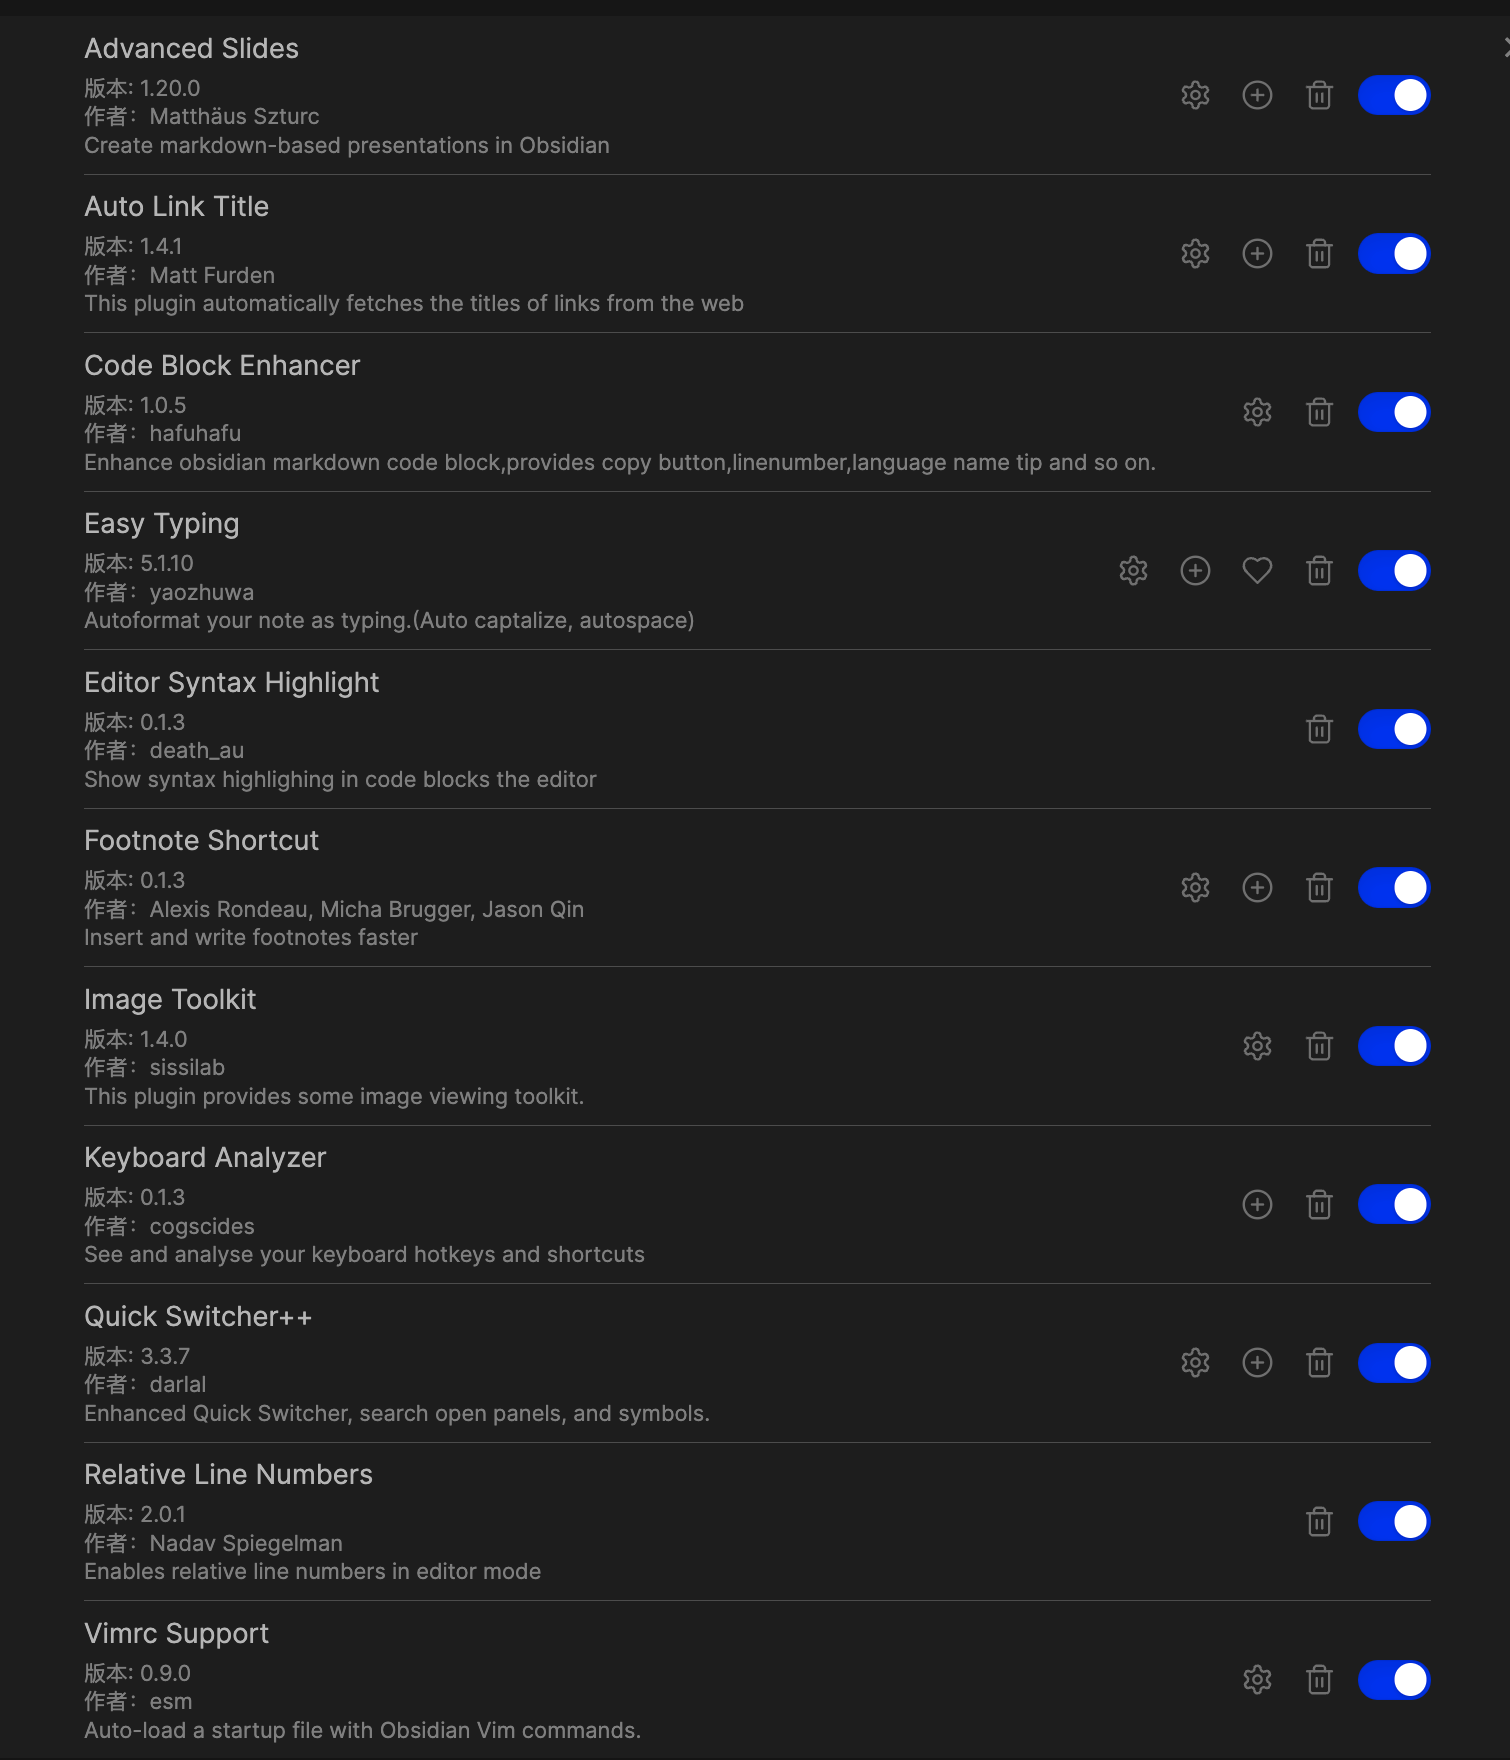 Advanced Slides
版本: 1.20.0
作者：Matthäus Szturc
Create markdown-based presentations in Obsidian
Auto Link Title
版本: 1.4.1
作者：Matt Furden
This plugin automatically fetches the titles of links from the web
Code Block Enhancer
版本: 1.0.5
作者：hafuhafu
Enhance obsidian markdown code block,provides copy button,linenumber,language name tip and so on.
Easy Typing
版本: 5.1.10
作者：yaozhuwa
Autoformat your note as typing.(Auto captalize, autospace)
Editor Syntax Highlight
版本: 0.1.3
作者：death_au
Show syntax highlighing in code blocks the editor
Footnote Shortcut
版本: 0.1.3
作者：Alexis Rondeau, Micha Brugger, Jason Qin
Insert and write footnotes faster
Image Toolkit
版本: 1.4.0
作者：sissilab
This plugin provides some image viewing toolkit.
Keyboard Analyzer
版本: 0.1.3
作者：cogscides
See and analyse your keyboard hotkeys and shortcuts
Quick Switcher++
版本: 3.3.7
作者：darlal
Enhanced Quick Switcher, search open panels, and symbols.
Relative Line Numbers
版本: 2.0.1
作者：Nadav Spiegelman
Enables relative line numbers in editor mode
Vimrc Support
版本: 0.9.0
作者：esm
Auto-load a startup file with Obsidian Vim commands.